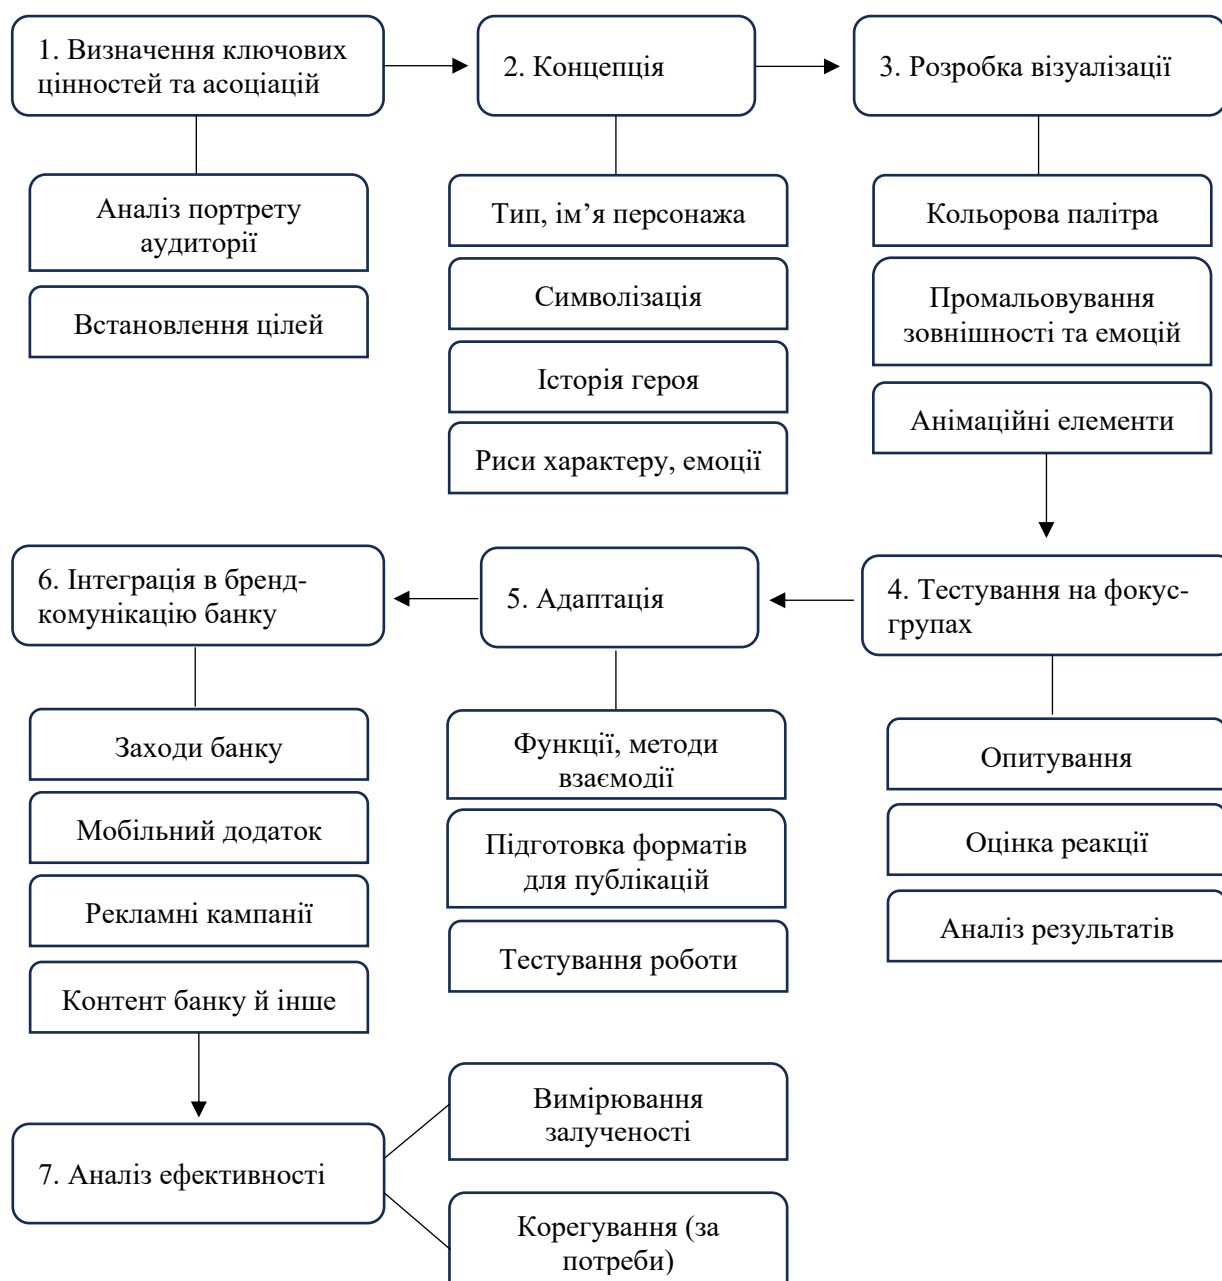 1. Визначення ключових
цінностей та асоціацій
Аналіз портрету
аудиторії
Встановлення цілей
2. Концепція
Тип, ім’я персонажа
Символізація
Історія героя
Риси характеру, емоції
3. Розробка візуалізації
Кольорова палітра
Промальовування
зовнішності та емоцій
Анімаційні елементи
4. Тестування на фокус-
групах
Опитування
Оцінка реакції
Аналіз результатів
5. Адаптація
Функції, методи
взаємодії
Підготовка форматів
для публікацій
Тестування роботи
6. Інтеграція в бренд-
комунікацію банку
Заходи банку
Мобільний додаток
Рекламні кампанії
Контент банку й інше
7. Аналіз ефективності
Вимірювання
залученості
Корегування (за
потреби)